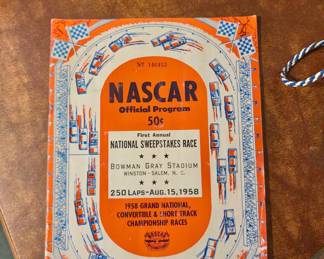 NASCAR
Official Program
50¢
First Annual
NATIONAL SWEEPSTAKES RACE
★ ★ ★
BOWMAN GRAY STADIUM
WINSTON-SALEM, N. C.
★ ★ ★
250 LAPS-AUG. 15, 1958
1958 GRAND NATIONAL,
CONVERTIBLE & SHORT TRACK
CHAMPIONSHIP RACES
NASCAR